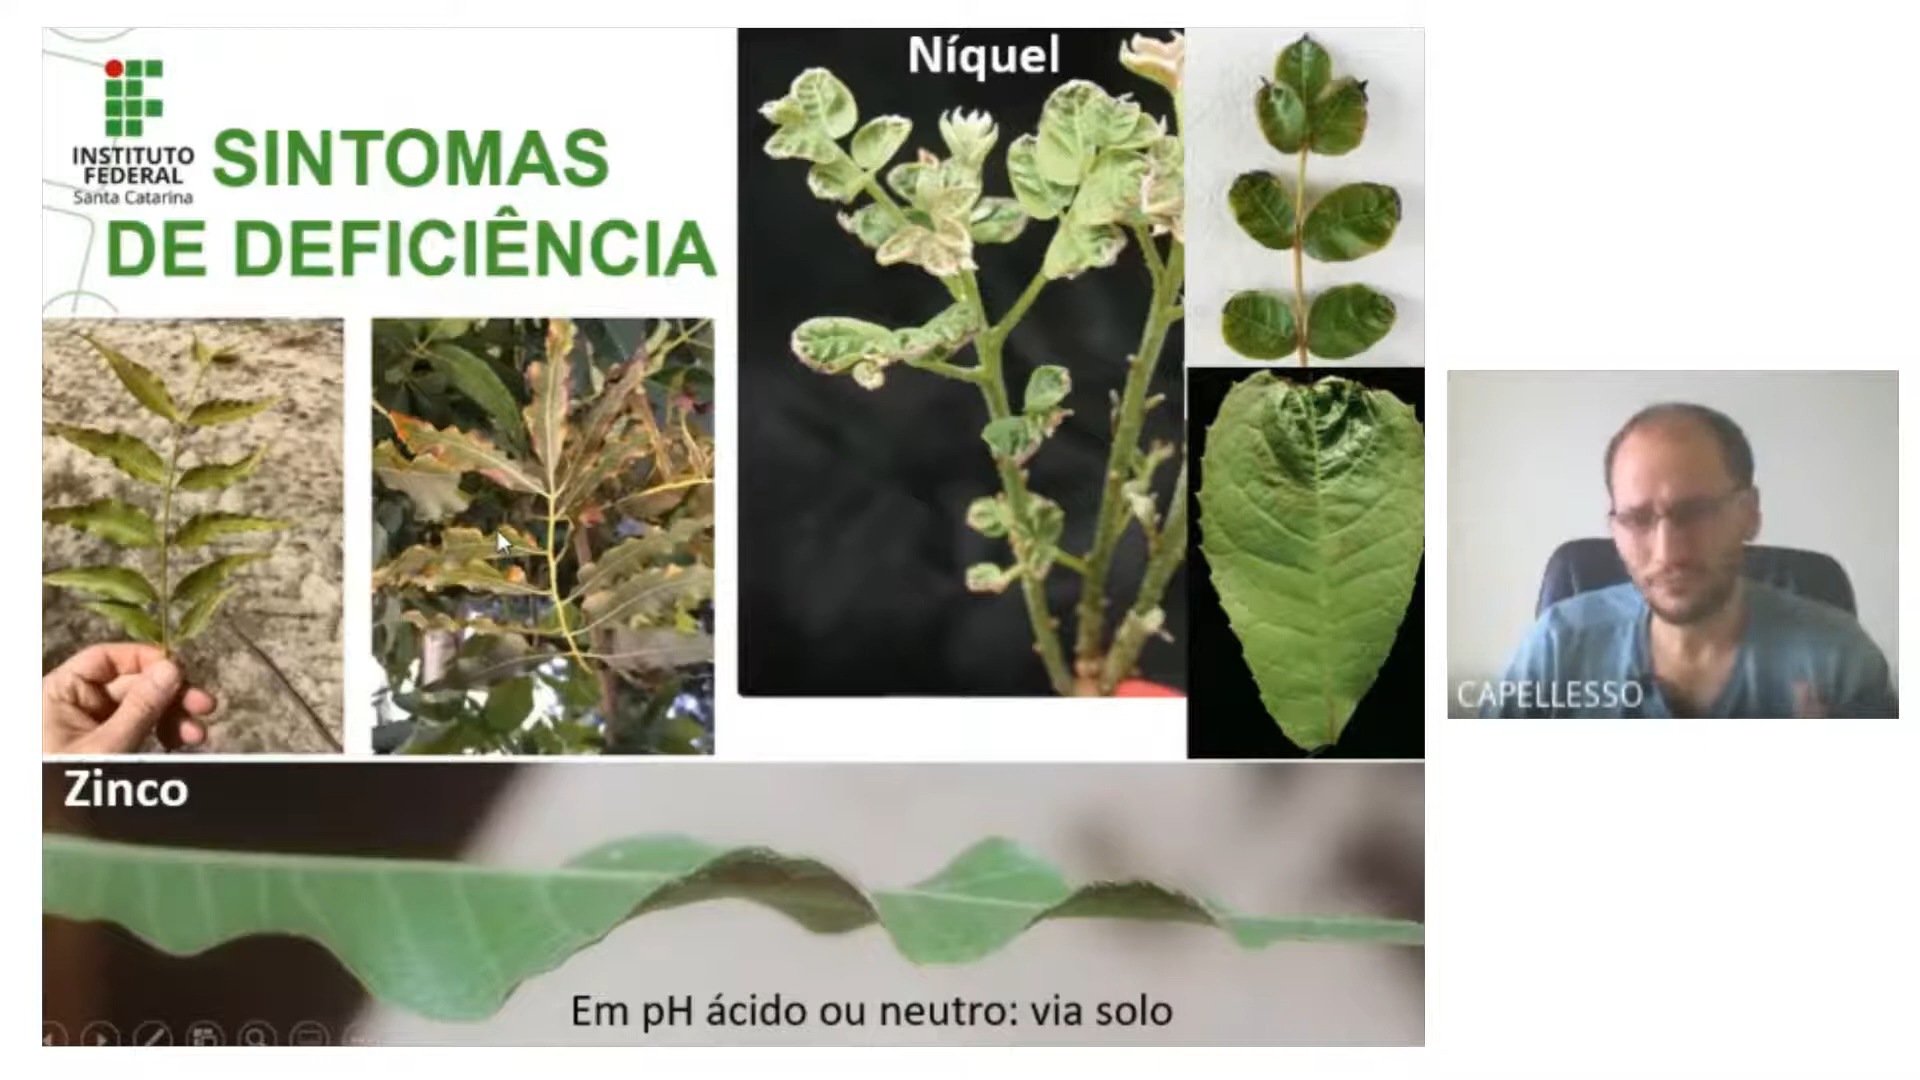 INSTITUTO
FEDERAL
Santa Catarina
SINTOMAS
DE DEFICIÊNCIA
Níquel
CAPELLESSO
Zinco
Em pH ácido ou neutro: via solo